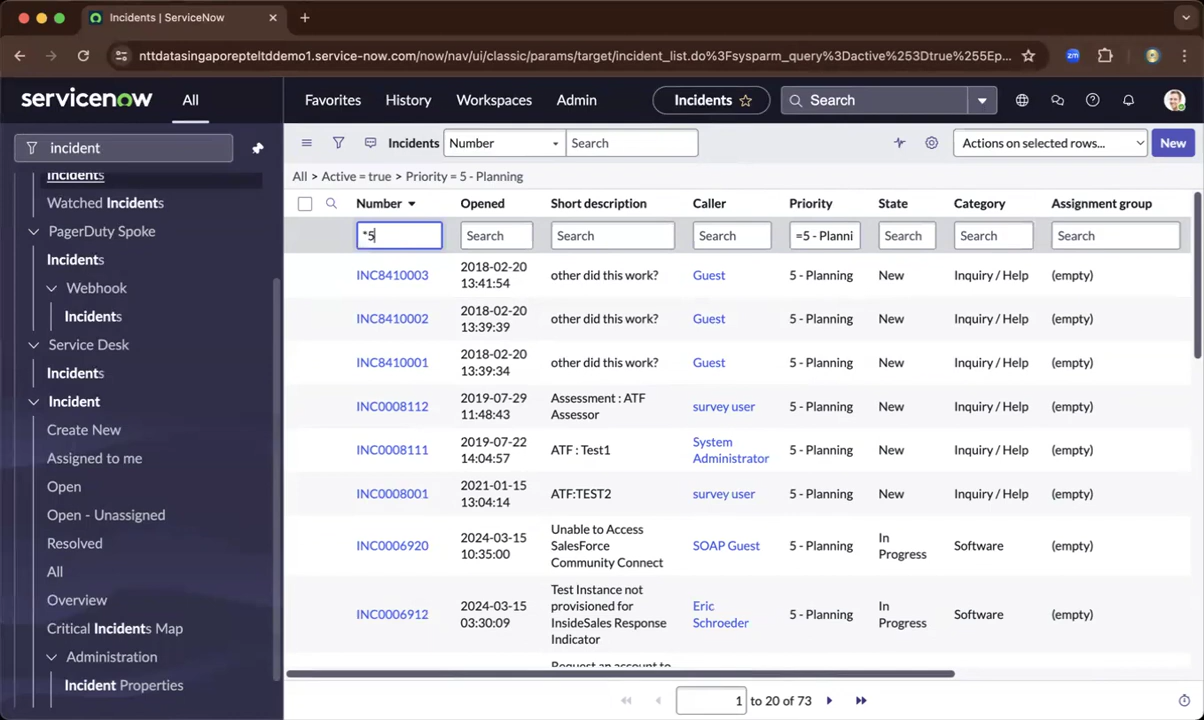 Incidents | ServiceNow
nttdatasingaporepteltddemo1.service-now.com/now/nav/ui/classic/params/target/incident_list.do%3Fsysparm_query%3Dactive%253Dtrue%255Ep...
zm
servicenow
All
Favorites
History
Workspaces
Admin
Incidents
Search
incident
Incidents
Watched Incidents
PagerDuty Spoke
Incidents
Webhook
Incidents
Service Desk
Incidents
Incident
Create New
Assigned to me
Open
Open - Unassigned
Resolved
All
Overview
Critical Incidents Map
Administration
Incident Properties
Incidents Number Search Actions on selected rows... New
All > Active = true > Priority = 5 - Planning
Number Opened Short description Caller Priority State Category Assignment group
*5 Search Search Search =5 - Planni Search Search Search
INC8410003 2018-02-20 13:41:54 other did this work? Guest 5 - Planning New Inquiry / Help (empty)
INC8410002 2018-02-20 13:39:39 other did this work? Guest 5 - Planning New Inquiry / Help (empty)
INC8410001 2018-02-20 13:39:34 other did this work? Guest 5 - Planning New Inquiry / Help (empty)
INC0008112 2019-07-29 11:48:43 Assessment : ATF Assessor survey user 5 - Planning New Inquiry / Help (empty)
INC0008111 2019-07-22 14:04:57 ATF : Test1 System Administrator 5 - Planning New Inquiry / Help (empty)
INC0008001 2021-01-15 13:04:14 ATF:TEST2 survey user 5 - Planning New Inquiry / Help (empty)
INC0006920 2024-03-15 10:35:00 Unable to Access SalesForce Community Connect SOAP Guest 5 - Planning In Progress Software (empty)
INC0006912 2024-03-15 03:30:09 Test Instance not provisioned for InsideSales Response Indicator Eric Schroeder 5 - Planning In Progress Software (empty)
Request an account to
1 to 20 of 73